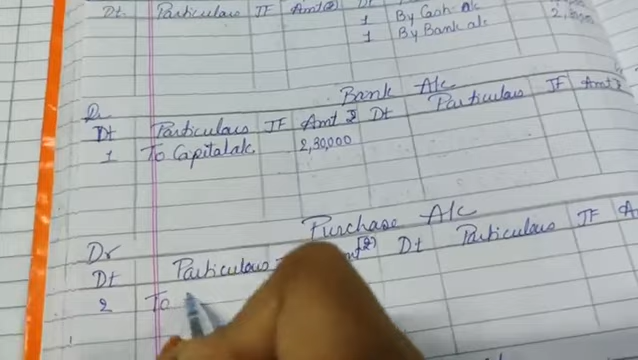 Dt Particulars JF Amt(₹) Dt
1 By Cash a/c
1 By Bank a/c
Bank A/c
Dr
Dt Particulars JF Amt ₹ Dt Particulars JF Amt ₹
1 To Capital a/c 2,30,000
Purchase A/c
Dr
Dt Particulars (₹) Dt Particulars JF A
2 To